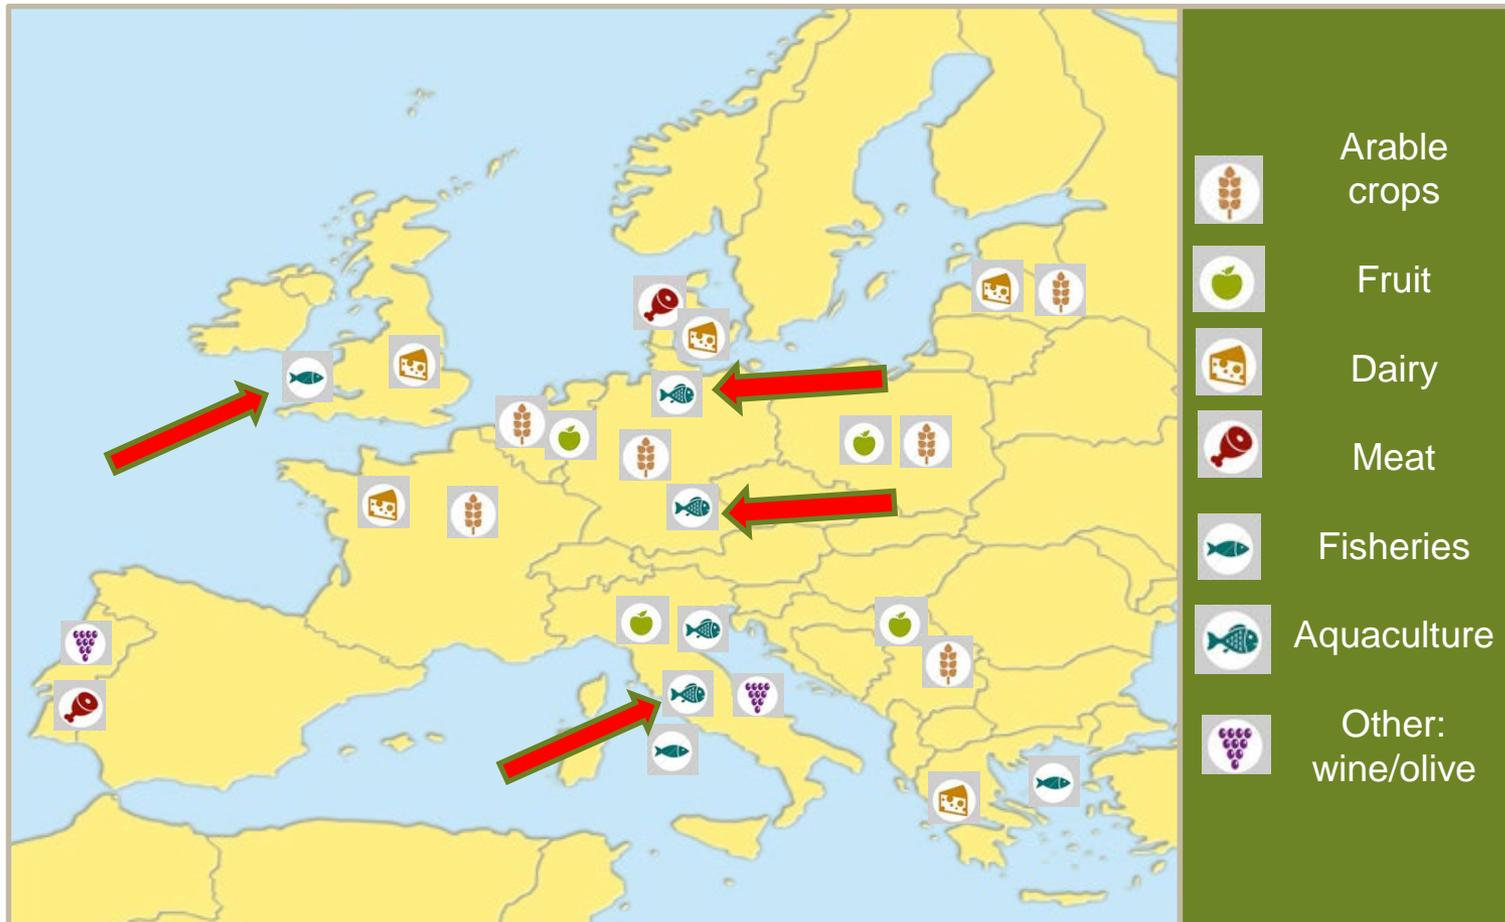 Arable
crops
Fruit
Dairy
Meat
Fisheries
Aquaculture
Other:
wine/olive